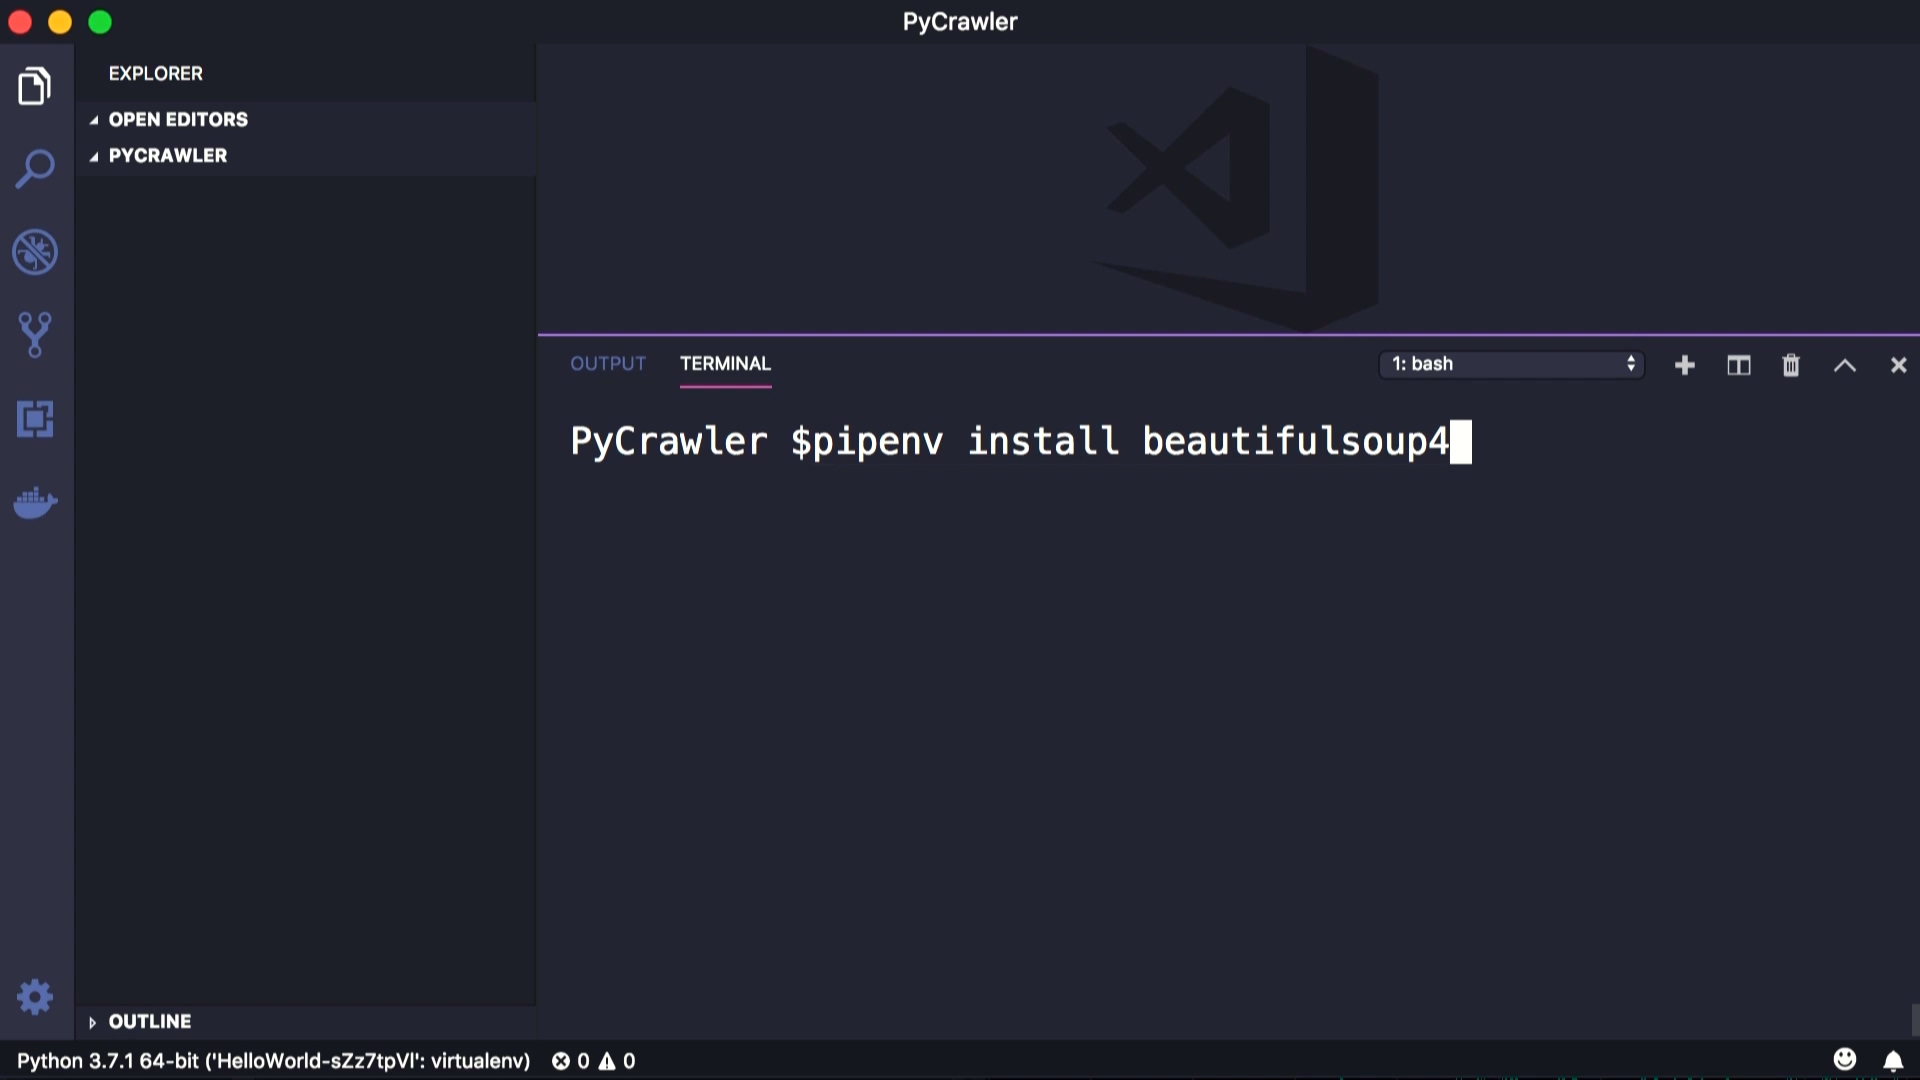 PyCrawler
EXPLORER
OPEN EDITORS
PYCRAWLER
OUTPUT TERMINAL 1: bash
PyCrawler $pipenv install beautifulsoup4
OUTLINE
Python 3.7.1 64-bit ('HelloWorld-sZz7tpVl': virtualenv) 0 0